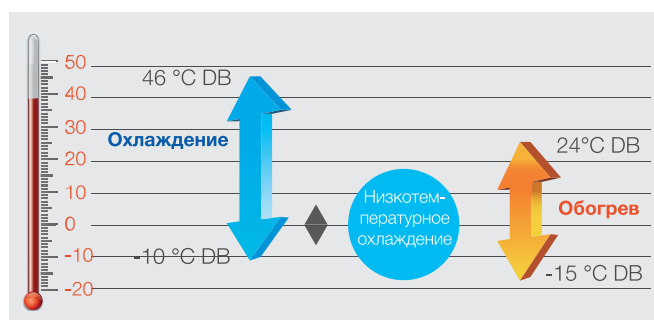 50
46 °C DB
40
30
Охлаждение
24°C DB
20
10
Низкотем-
пературное
охлаждение
Обогрев
0
-10
-10 °C DB
-15 °C DB
-20